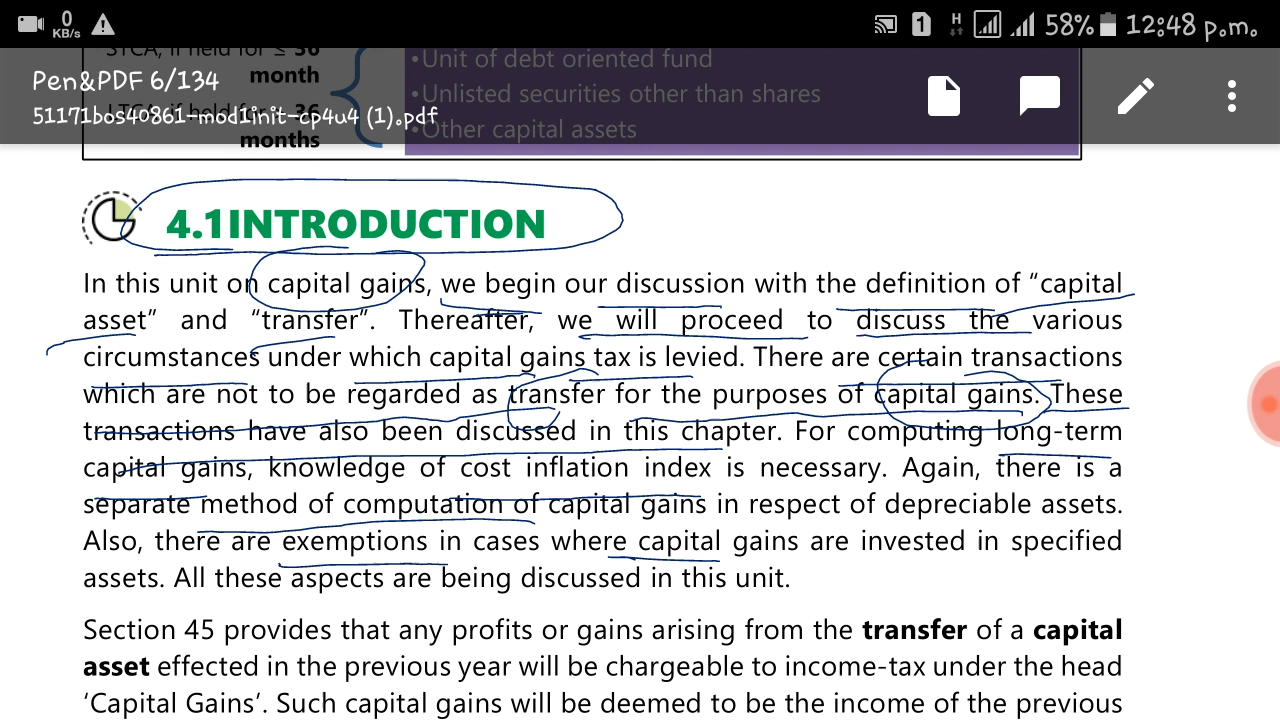 0
KB/s
1
H
58%
12:48 p.m.
STCA, if held for ≤ 36
month
•Unit of debt oriented fund
Pen&PDF 6/134
•Unlisted securities other than shares
51171bos40861-mod1init-cp4u4 (1).pdf
months
•Other capital assets
4.1INTRODUCTION
In this unit on capital gains, we begin our discussion with the definition of “capital
asset” and “transfer”. Thereafter, we will proceed to discuss the various
circumstances under which capital gains tax is levied. There are certain transactions
which are not to be regarded as transfer for the purposes of capital gains. These
transactions have also been discussed in this chapter. For computing long-term
capital gains, knowledge of cost inflation index is necessary. Again, there is a
separate method of computation of capital gains in respect of depreciable assets.
Also, there are exemptions in cases where capital gains are invested in specified
assets. All these aspects are being discussed in this unit.
Section 45 provides that any profits or gains arising from the transfer of a capital
asset effected in the previous year will be chargeable to income-tax under the head
‘Capital Gains’. Such capital gains will be deemed to be the income of the previous